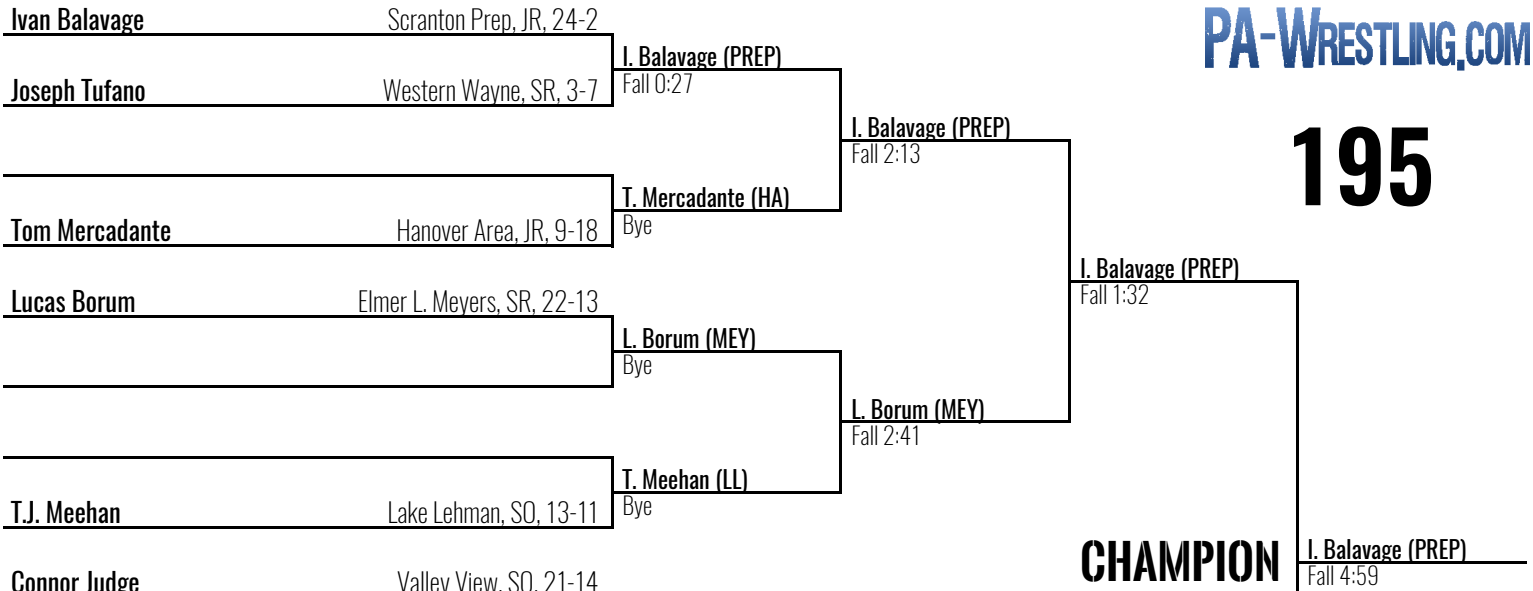 Ivan Balavage Scranton Prep, JR, 24-2
I. Balavage (PREP)
Fall 0:27
Joseph Tufano Western Wayne, SR, 3-7
I. Balavage (PREP)
Fall 2:13
T. Mercadante (HA)
Bye
Tom Mercadante Hanover Area, JR, 9-18
I. Balavage (PREP)
Fall 1:32
Lucas Borum Elmer L. Meyers, SR, 22-13
L. Borum (MEY)
Bye
L. Borum (MEY)
Fall 2:41
T. Meehan (LL)
Bye
T.J. Meehan Lake Lehman, SO, 13-11
Connor Judge Valley View, SO, 21-14
PA-WRESTLING.COM
195
CHAMPION I. Balavage (PREP)
Fall 4:59